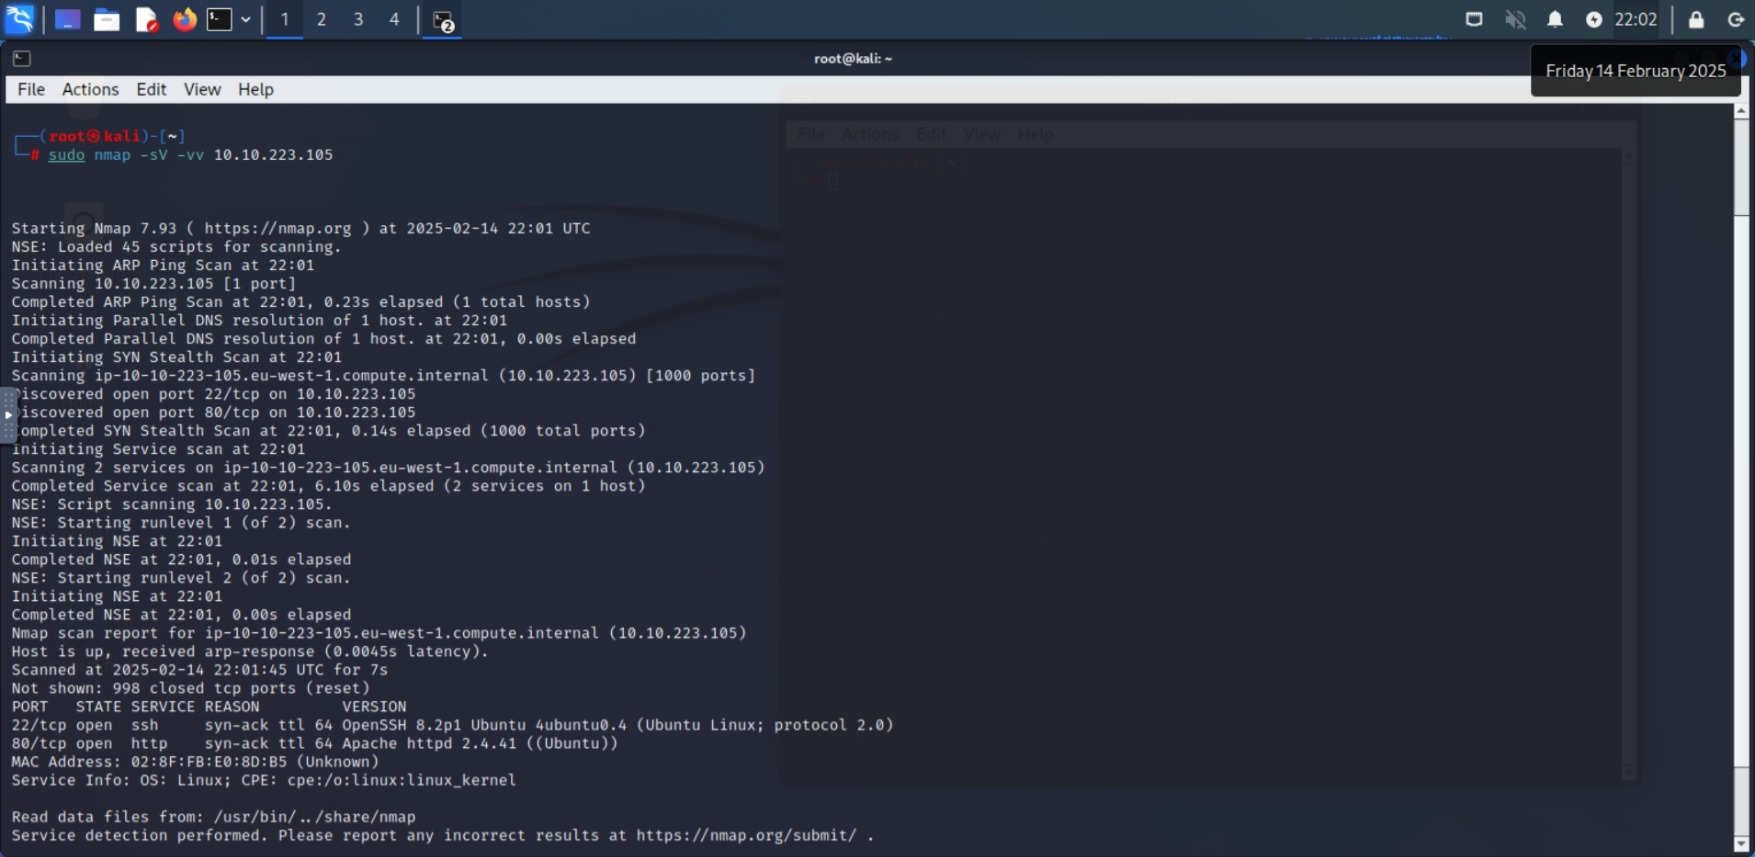 1 2 3 4 2 22:02
root@kali: ~
Friday 14 February 2025
File Actions Edit View Help
File Actions Edit View Help
┌──(root㉿kali)-[~]
└─# sudo nmap -sV -vv 10.10.223.105
Starting Nmap 7.93 ( https://nmap.org ) at 2025-02-14 22:01 UTC
NSE: Loaded 45 scripts for scanning.
Initiating ARP Ping Scan at 22:01
Scanning 10.10.223.105 [1 port]
Completed ARP Ping Scan at 22:01, 0.23s elapsed (1 total hosts)
Initiating Parallel DNS resolution of 1 host. at 22:01
Completed Parallel DNS resolution of 1 host. at 22:01, 0.00s elapsed
Initiating SYN Stealth Scan at 22:01
Scanning ip-10-10-223-105.eu-west-1.compute.internal (10.10.223.105) [1000 ports]
iscovered open port 22/tcp on 10.10.223.105
iscovered open port 80/tcp on 10.10.223.105
ompleted SYN Stealth Scan at 22:01, 0.14s elapsed (1000 total ports)
Initiating Service scan at 22:01
Scanning 2 services on ip-10-10-223-105.eu-west-1.compute.internal (10.10.223.105)
Completed Service scan at 22:01, 6.10s elapsed (2 services on 1 host)
NSE: Script scanning 10.10.223.105.
NSE: Starting runlevel 1 (of 2) scan.
Initiating NSE at 22:01
Completed NSE at 22:01, 0.01s elapsed
NSE: Starting runlevel 2 (of 2) scan.
Initiating NSE at 22:01
Completed NSE at 22:01, 0.00s elapsed
Nmap scan report for ip-10-10-223-105.eu-west-1.compute.internal (10.10.223.105)
Host is up, received arp-response (0.0045s latency).
Scanned at 2025-02-14 22:01:45 UTC for 7s
Not shown: 998 closed tcp ports (reset)
PORT   STATE SERVICE REASON         VERSION
22/tcp open  ssh     syn-ack ttl 64 OpenSSH 8.2p1 Ubuntu 4ubuntu0.4 (Ubuntu Linux; protocol 2.0)
80/tcp open  http    syn-ack ttl 64 Apache httpd 2.4.41 ((Ubuntu))
MAC Address: 02:8F:FB:E0:8D:B5 (Unknown)
Service Info: OS: Linux; CPE: cpe:/o:linux:linux_kernel
Read data files from: /usr/bin/../share/nmap
Service detection performed. Please report any incorrect results at https://nmap.org/submit/ .